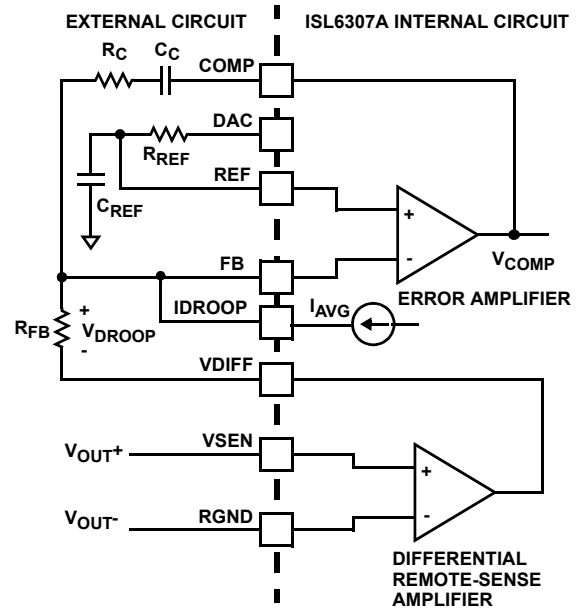 EXTERNAL CIRCUIT
ISL6307A INTERNAL CIRCUIT
RC
CC
COMP
DAC
RREF
REF
CREF
+
-
VCOMP
FB
ERROR AMPLIFIER
IDROOP
IAVG
RFB
+
VDROOP
-
VDIFF
VOUT+
VSEN
+
-
VOUT-
RGND
DIFFERENTIAL
REMOTE-SENSE
AMPLIFIER